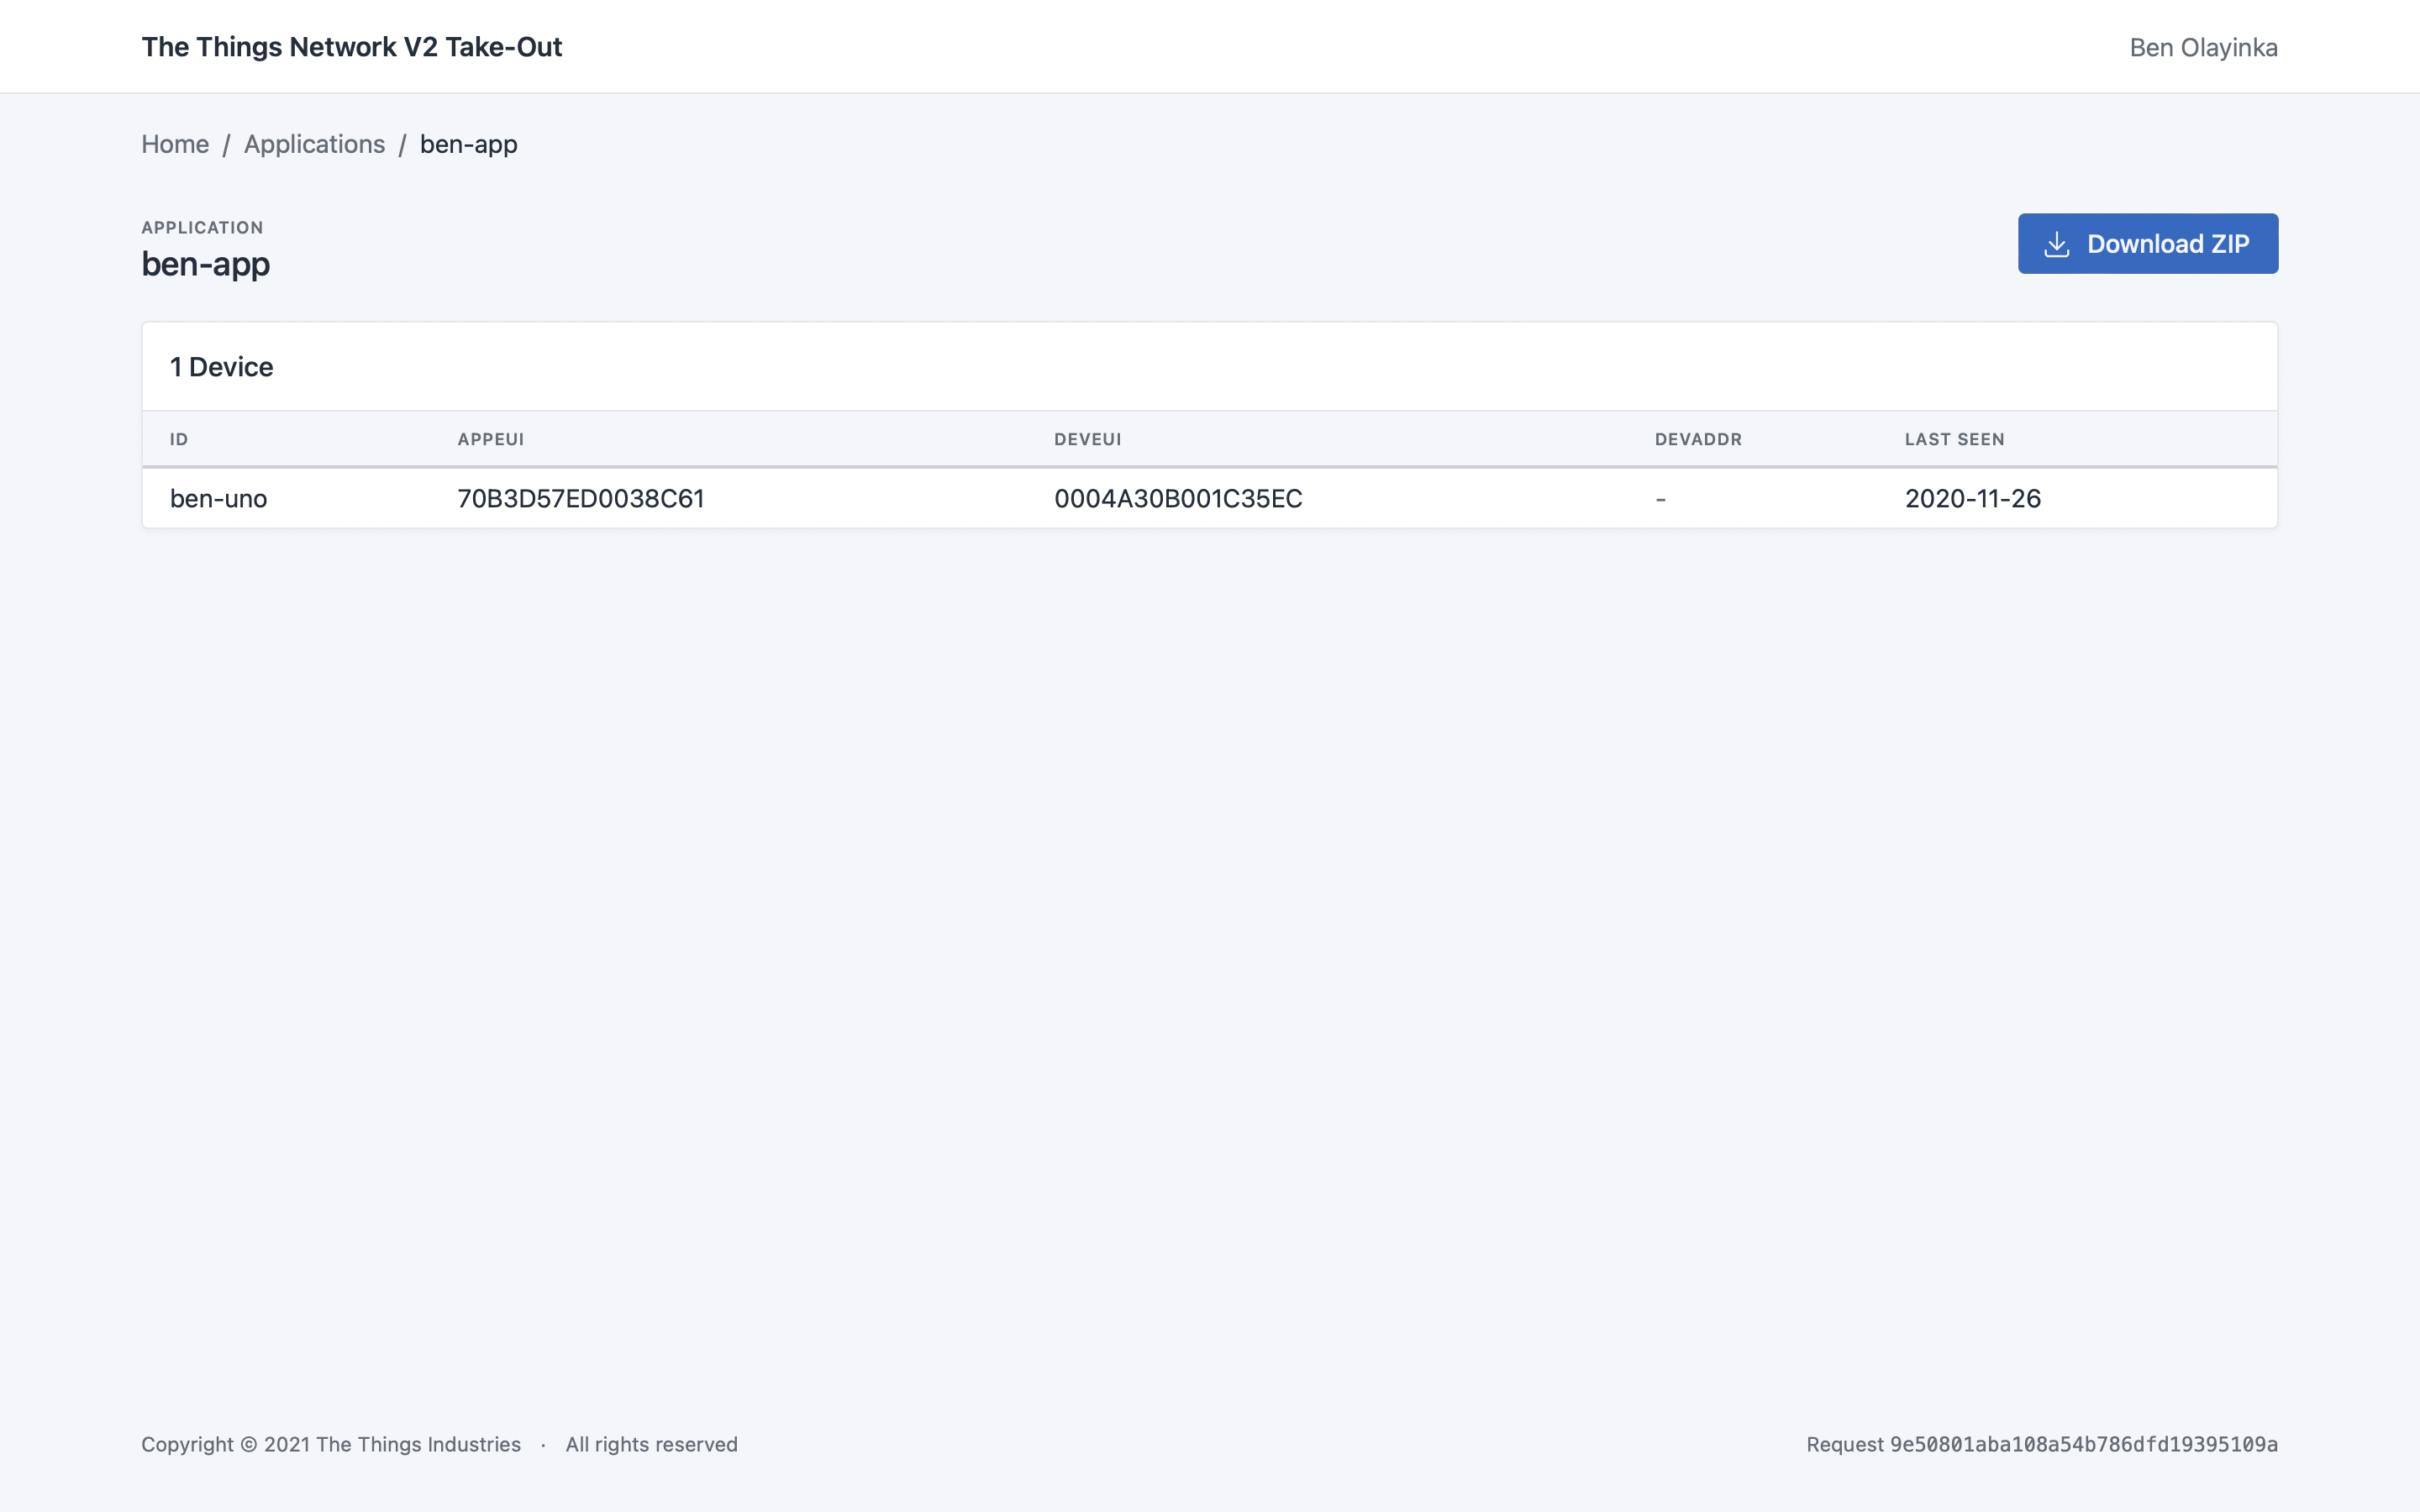 The Things Network V2 Take-Out Ben Olayinka
Home / Applications / ben-app
APPLICATION
ben-app
Download ZIP
1 Device
ID APPEUI DEVEUI DEVADDR LAST SEEN
ben-uno 70B3D57ED0038C61 0004A30B001C35EC - 2020-11-26
Copyright © 2021 The Things Industries · All rights reserved Request 9e50801aba108a54b786dfd19395109a